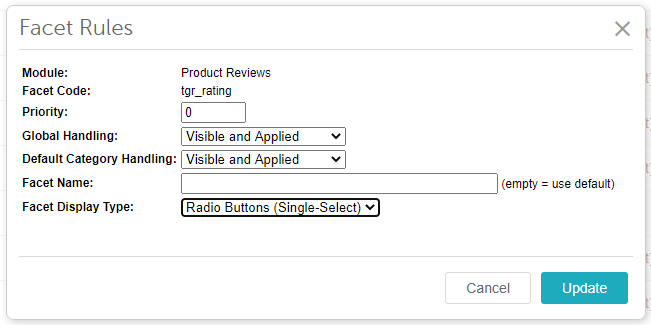 Facet Rules
Module: Product Reviews
Facet Code: tgr_rating
Priority: 0
Global Handling: Visible and Applied
Default Category Handling: Visible and Applied
Facet Name: (empty = use default)
Facet Display Type: Radio Buttons (Single-Select)
Cancel Update